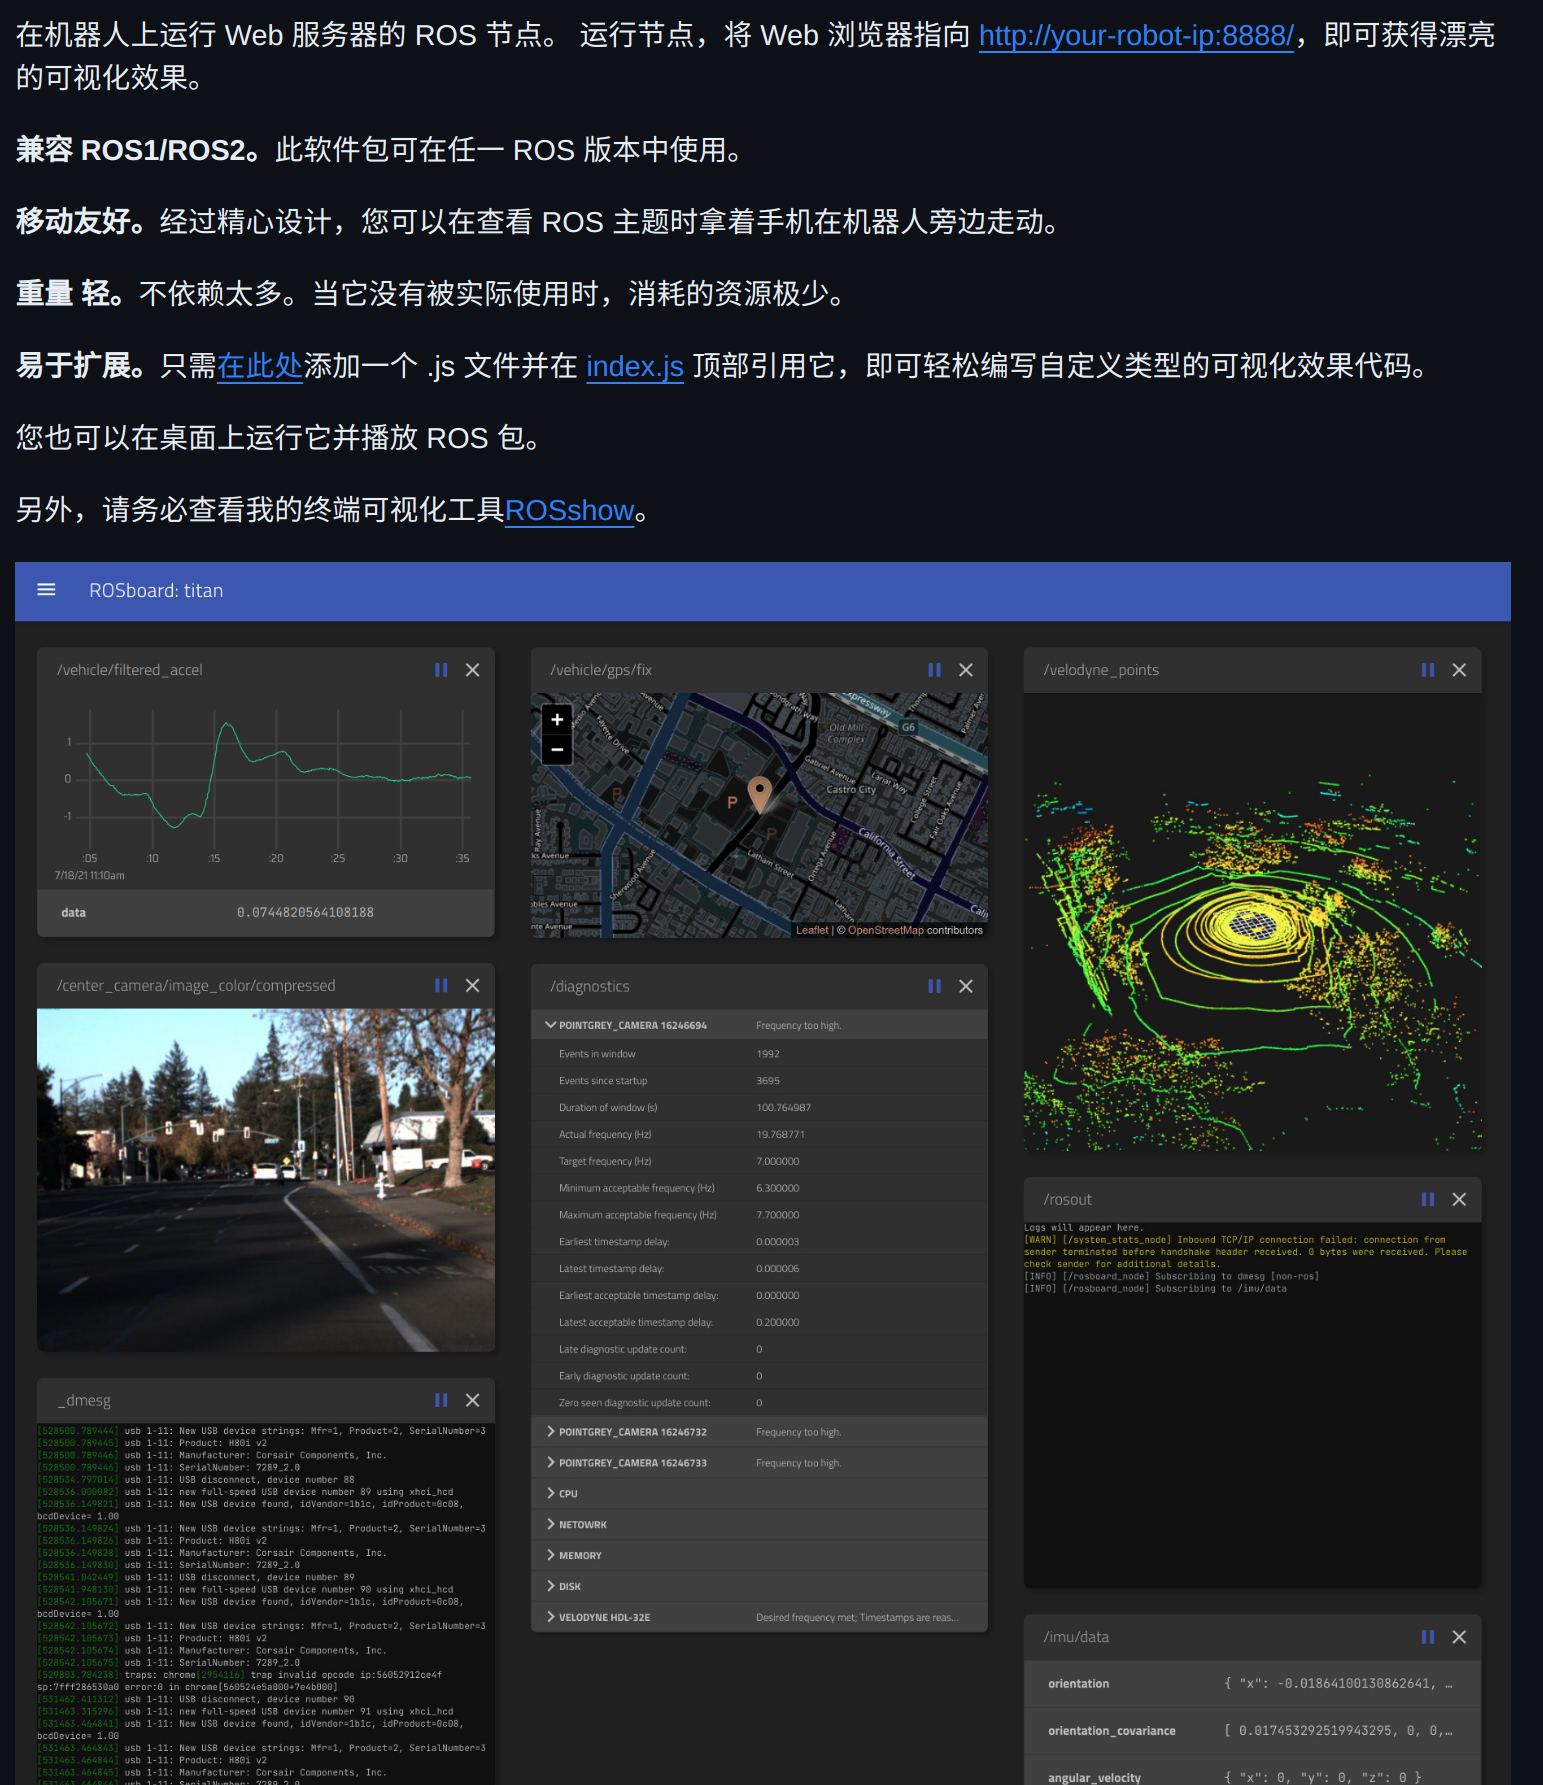 在机器人上运行 Web 服务器的 ROS 节点。 运行节点，将 Web 浏览器指向 http://your-robot-ip:8888/，即可获得漂亮
的可视化效果。
兼容 ROS1/ROS2。此软件包可在任一 ROS 版本中使用。
移动友好。经过精心设计，您可以在查看 ROS 主题时拿着手机在机器人旁边走动。
重量 轻。不依赖太多。当它没有被实际使用时，消耗的资源极少。
易于扩展。只需在此处添加一个 .js 文件并在 index.js 顶部引用它，即可轻松编写自定义类型的可视化效果代码。
您也可以在桌面上运行它并播放 ROS 包。
另外，请务必查看我的终端可视化工具ROSshow。
ROSboard: titan
/vehicle/filtered_accel
1
0
-1
:05 :10 :15 :20 :25 :30 :35
7/18/21 11:10am
data 0.0744820564108188
/center_camera/image_color/compressed
_dmesg
[528500.789444] usb 1-11: New USB device strings: Mfr=1, Product=2, SerialNumber=3
[528500.789445] usb 1-11: Product: H80i v2
[528500.789446] usb 1-11: Manufacturer: Corsair Components, Inc.
[528500.789446] usb 1-11: SerialNumber: 7289_2.0
[528534.797014] usb 1-11: USB disconnect, device number 88
[528536.000082] usb 1-11: new full-speed USB device number 89 using xhci_hcd
[528536.149821] usb 1-11: New USB device found, idVendor=1b1c, idProduct=0c08,
bcdDevice= 1.00
[528536.149824] usb 1-11: New USB device strings: Mfr=1, Product=2, SerialNumber=3
[528536.149826] usb 1-11: Product: H80i v2
[528536.149828] usb 1-11: Manufacturer: Corsair Components, Inc.
[528536.149830] usb 1-11: SerialNumber: 7289_2.0
[528541.042449] usb 1-11: USB disconnect, device number 89
[528541.948130] usb 1-11: new full-speed USB device number 90 using xhci_hcd
[528542.105671] usb 1-11: New USB device found, idVendor=1b1c, idProduct=0c08,
bcdDevice= 1.00
[528542.105672] usb 1-11: New USB device strings: Mfr=1, Product=2, SerialNumber=3
[528542.105673] usb 1-11: Product: H80i v2
[528542.105674] usb 1-11: Manufacturer: Corsair Components, Inc.
[528542.105675] usb 1-11: SerialNumber: 7289_2.0
[529803.784238] traps: chrome[2954116] trap invalid opcode ip:56052912ce4f
sp:7fff286530a0 error:0 in chrome[560524e5a000+7e4b000]
[531462.411312] usb 1-11: USB disconnect, device number 90
[531463.315296] usb 1-11: new full-speed USB device number 91 using xhci_hcd
[531463.464841] usb 1-11: New USB device found, idVendor=1b1c, idProduct=0c08,
bcdDevice= 1.00
[531463.464843] usb 1-11: New USB device strings: Mfr=1, Product=2, SerialNumber=3
[531463.464844] usb 1-11: Product: H80i v2
[531463.464845] usb 1-11: Manufacturer: Corsair Components, Inc.
/vehicle/gps/fix
+
−
Expressway
G6
Old Mill
Complex
Gabriel Avenue
Castro City
Lariat Way
College Street
Fair Oaks Avenue
California Street
Fayette Drive
Latham Street
Ortega Avenue
Sherwood Avenue
P
P
P
Leaflet | © OpenStreetMap contributors
/diagnostics
POINTGREY_CAMERA 16246694 Frequency too high.
Events in window 1992
Events since startup 3695
Duration of window (s) 100.764987
Actual frequency (Hz) 19.768771
Target frequency (Hz) 7.000000
Minimum acceptable frequency (Hz) 6.300000
Maximum acceptable frequency (Hz) 7.700000
Earliest timestamp delay: 0.000003
Latest timestamp delay: 0.000006
Earliest acceptable timestamp delay: 0.000000
Latest acceptable timestamp delay: 0.200000
Late diagnostic update count: 0
Early diagnostic update count: 0
Zero seen diagnostic update count: 0
POINTGREY_CAMERA 16246732 Frequency too high.
POINTGREY_CAMERA 16246733 Frequency too high.
CPU
NETOWRK
MEMORY
DISK
VELODYNE HDL-32E Desired frequency met; Timestamps are reas...
/velodyne_points
/rosout
Logs will appear here.
[WARN] [/system_stats_node] Inbound TCP/IP connection failed: connection from
sender terminated before handshake header received. 0 bytes were received. Please
check sender for additional details.
[INFO] [/rosboard_node] Subscribing to dmesg [non-ros]
[INFO] [/rosboard_node] Subscribing to /imu/data
/imu/data
orientation { "x": -0.01864100130862641, …
orientation_covariance [ 0.017453292519943295, 0, 0,…
angular_velocity { "x": 0, "y": 0, "z": 0 }